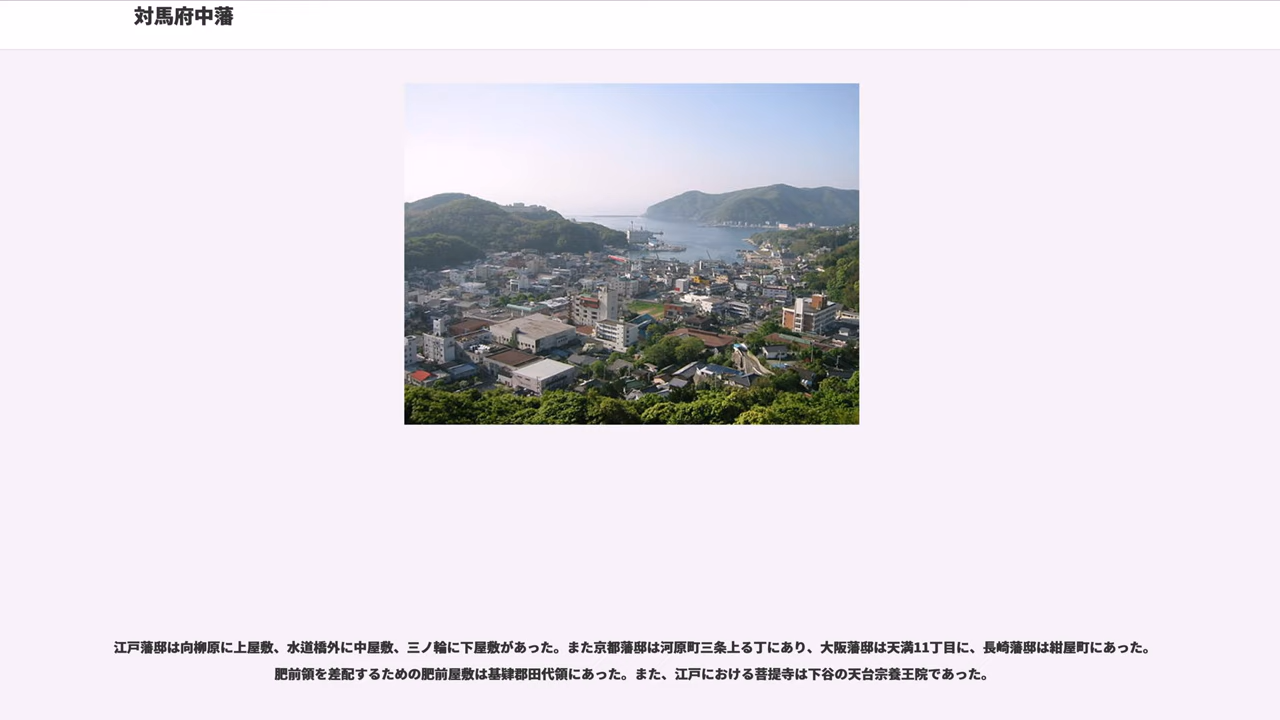 対馬府中藩
江戸藩邸は向柳原に上屋敷、水道橋外に中屋敷、三ノ輪に下屋敷があった。また京都藩邸は河原町三条上る丁にあり、大阪藩邸は天満11丁目に、長崎藩邸は紺屋町にあった。
肥前領を差配するための肥前屋敷は基肄郡田代領にあった。また、江戸における菩提寺は下谷の天台宗養王院であった。